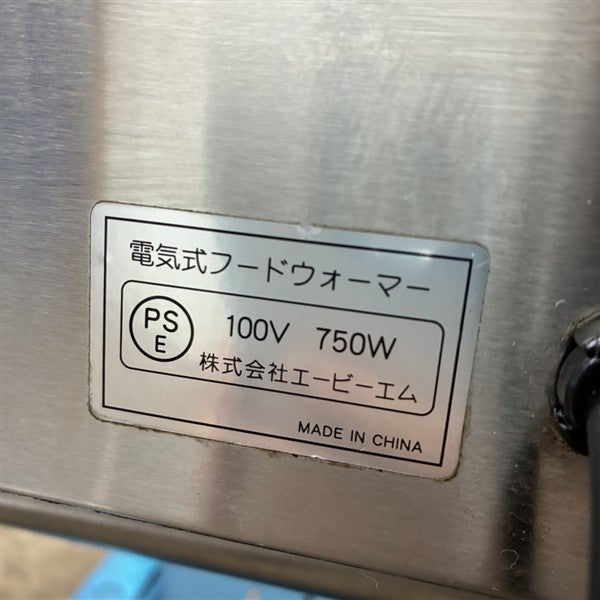 電気式フードウォーマー
PS
E
100V 750W
株式会社エービーエム
MADE IN CHINA